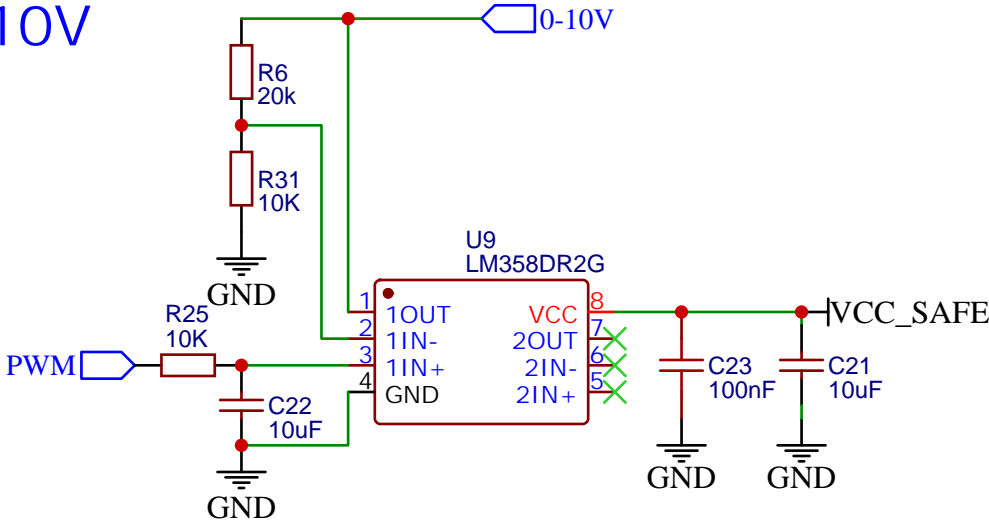 10V
0-10V
R6
20k
R31
10K
GND
U9
LM358DR2G
R25
10K
PWM
C22
10uF
GND
1
1OUT
2
1IN-
3
1IN+
4
GND
VCC
8
2OUT
7
2IN-
6
2IN+
5
VCC_SAFE
C23
100nF
C21
10uF
GND
GND